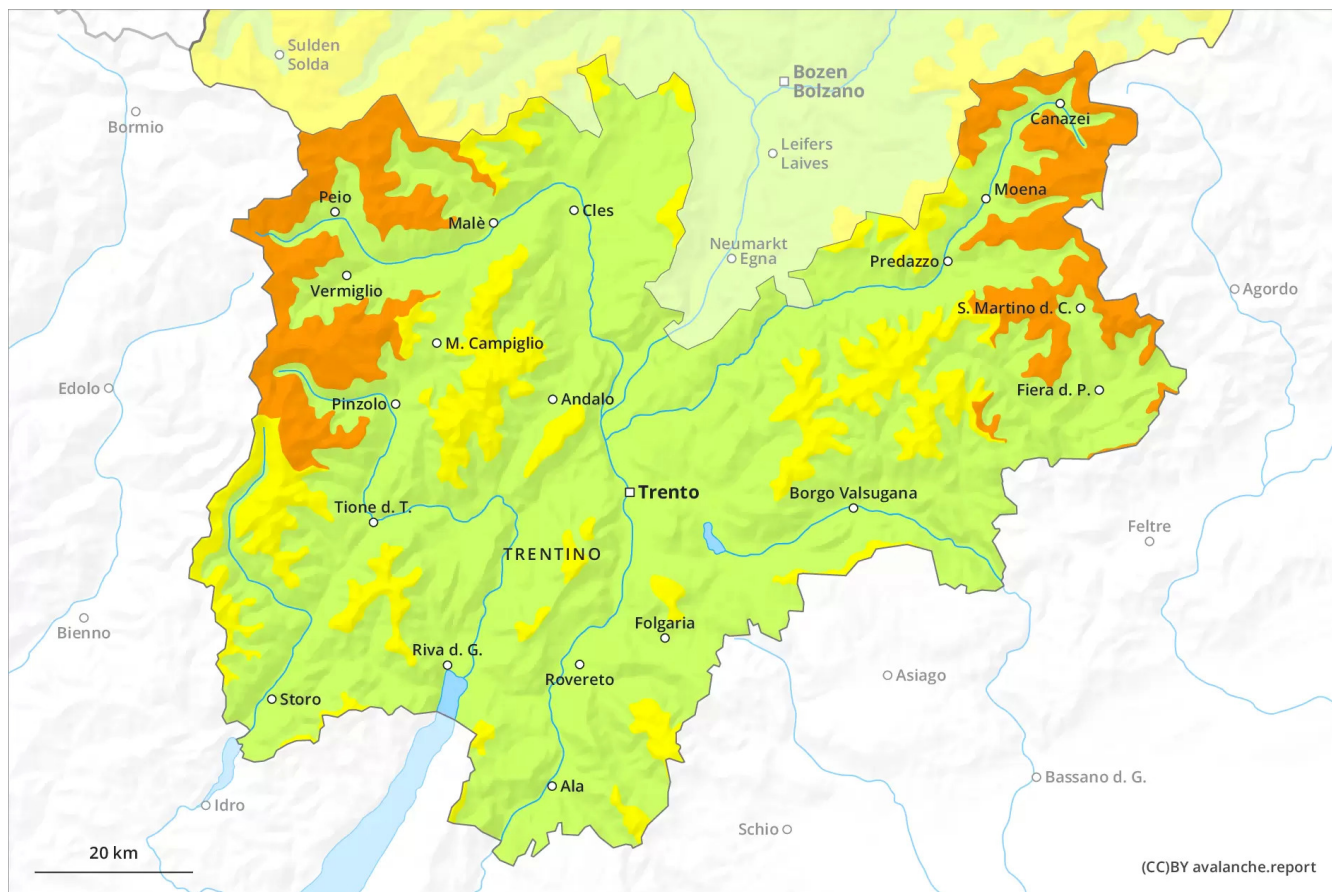 Sulden
Solda
Bozen
Bolzano
Bormio
Canazei
Leifers
Laives
Moena
Peio
Malè
Cles
Neumarkt
Egna
Predazzo
Vermiglio
Agordo
S. Martino d. C.
M. Campiglio
Edolo
Pinzolo
Andalo
Fiera d. P.
Trento
Borgo Valsugana
Tione d. T.
Feltre
TRENTINO
Bienno
Folgaria
Riva d. G.
Rovereto
Asiago
Storo
Bassano d. G.
Ala
Idro
Schio
20 km
(CC)BY avalanche.report